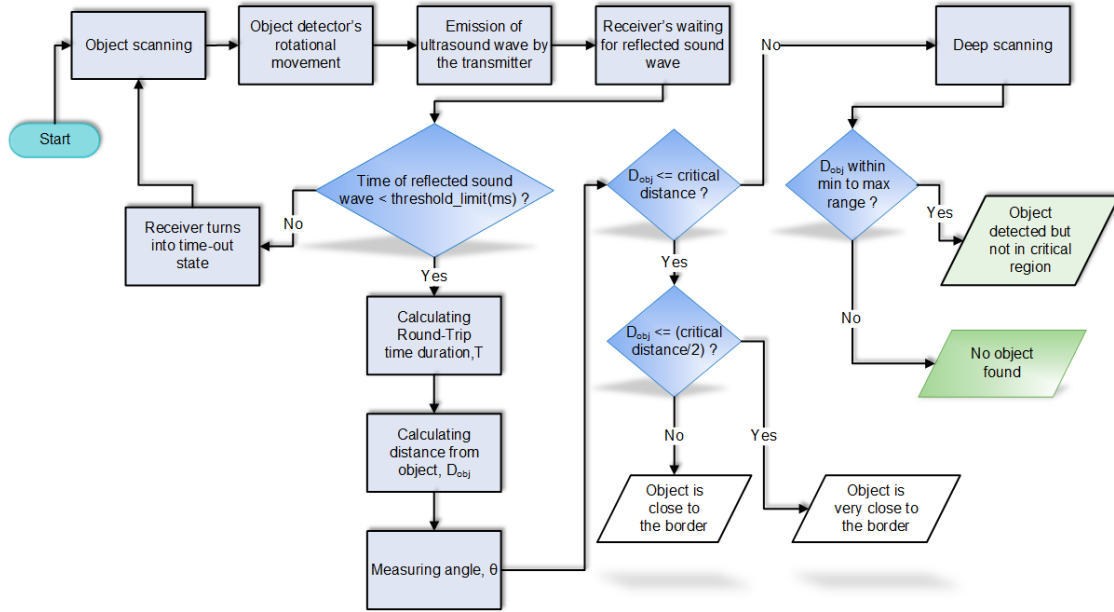 Start
Object scanning
Object detector's
rotational
movement
Emission of
ultrasound wave by
the transmitter
Receiver's waiting
for reflected sound
wave
Time of reflected sound
wave < threshold_limit(ms) ?
No
Receiver turns
into time-out
state
Yes
Calculating
Round-Trip
time duration,T
Calculating
distance from
object, Dobj
Measuring angle, θ
Dobj <= critical
distance ?
No
Yes
Dobj <= (critical
distance/2) ?
No
Yes
Object is
close to
the border
Object is
very close to
the border
Deep scanning
Dobj within
min to max
range ?
Yes
Object
detected but
not in critical
region
No
No object
found